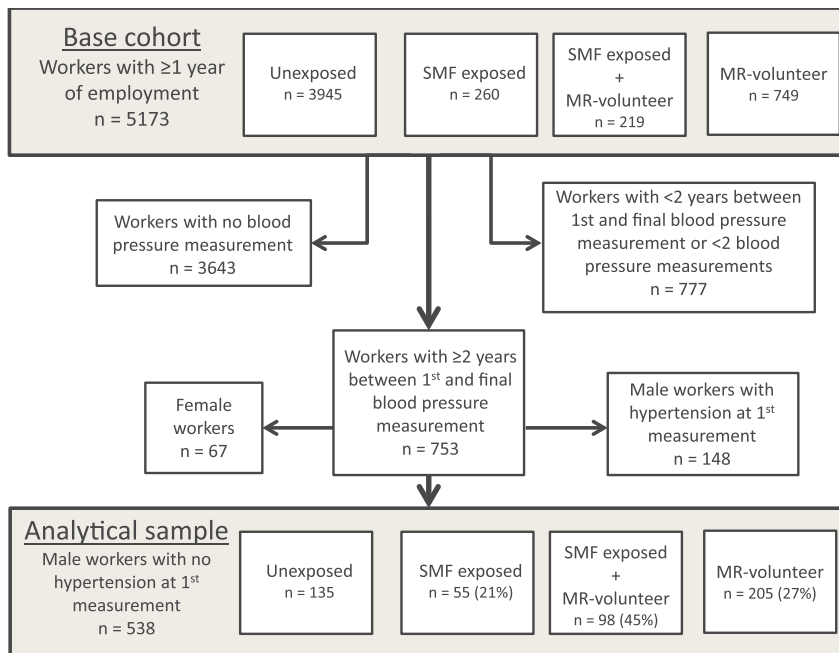 Base cohort
Workers with ≥1 year
of employment
n = 5173
Unexposed
n = 3945
SMF exposed
n = 260
SMF exposed
+
MR-volunteer
n = 219
MR-volunteer
n = 749
Workers with no blood
pressure measurement
n = 3643
Workers with <2 years between
1st and final blood pressure
measurement or <2 blood
pressure measurements
n = 777
Workers with ≥2 years
between 1st and final
blood pressure
measurement
n = 753
Female
workers
n = 67
Male workers with
hypertension at 1st
measurement
n = 148
Analytical sample
Male workers with no
hypertension at 1st
measurement
n = 538
Unexposed
n = 135
SMF exposed
n = 55 (21%)
SMF exposed
+
MR-volunteer
n = 98 (45%)
MR-volunteer
n = 205 (27%)